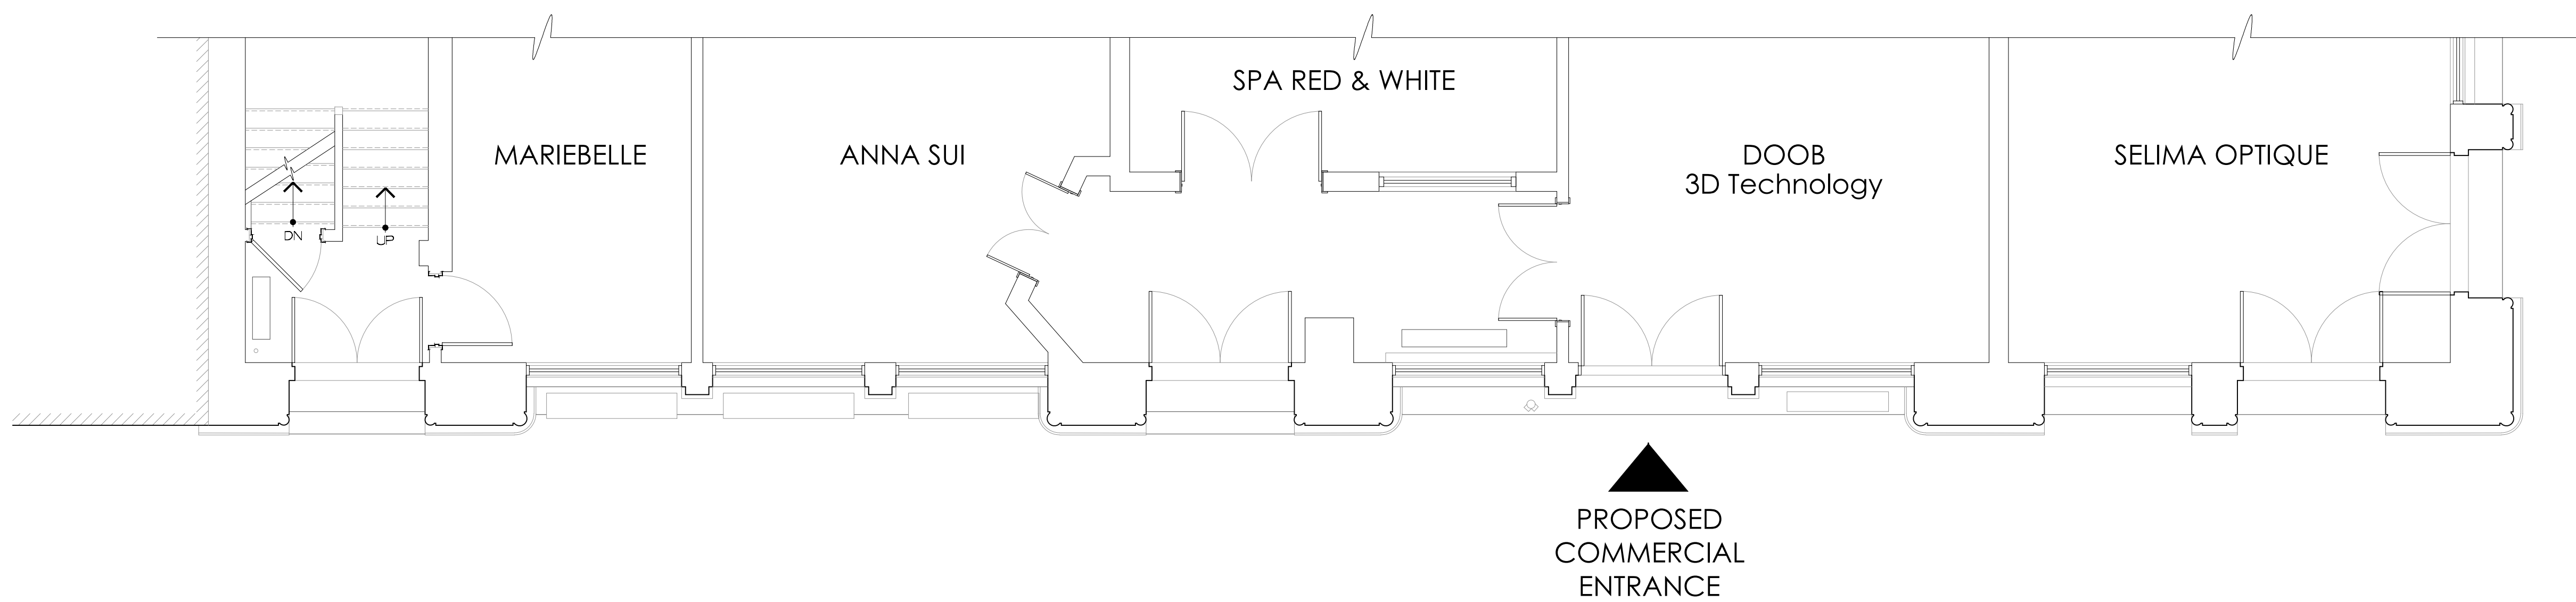 SPA RED & WHITE
MARIEBELLE
ANNA SUI
DOOB
3D Technology
SELIMA OPTIQUE
DN
UP
PROPOSED
COMMERCIAL
ENTRANCE